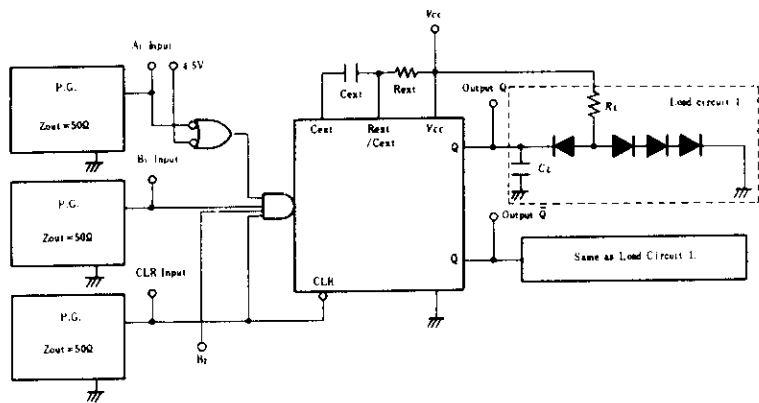 A₁ Input
4.5V
P.G.
Zout=50Ω
B₁ Input
P.G.
Zout=50Ω
CLR Input
P.G.
Zout=50Ω
B₂
Vcc
Cext
Rext
Cext
Rext
/Cext
Vcc
Q
Q
CLR
Output Q
RL
Load circuit 1
CL
Output Q̄
Same as Load Circuit 1.